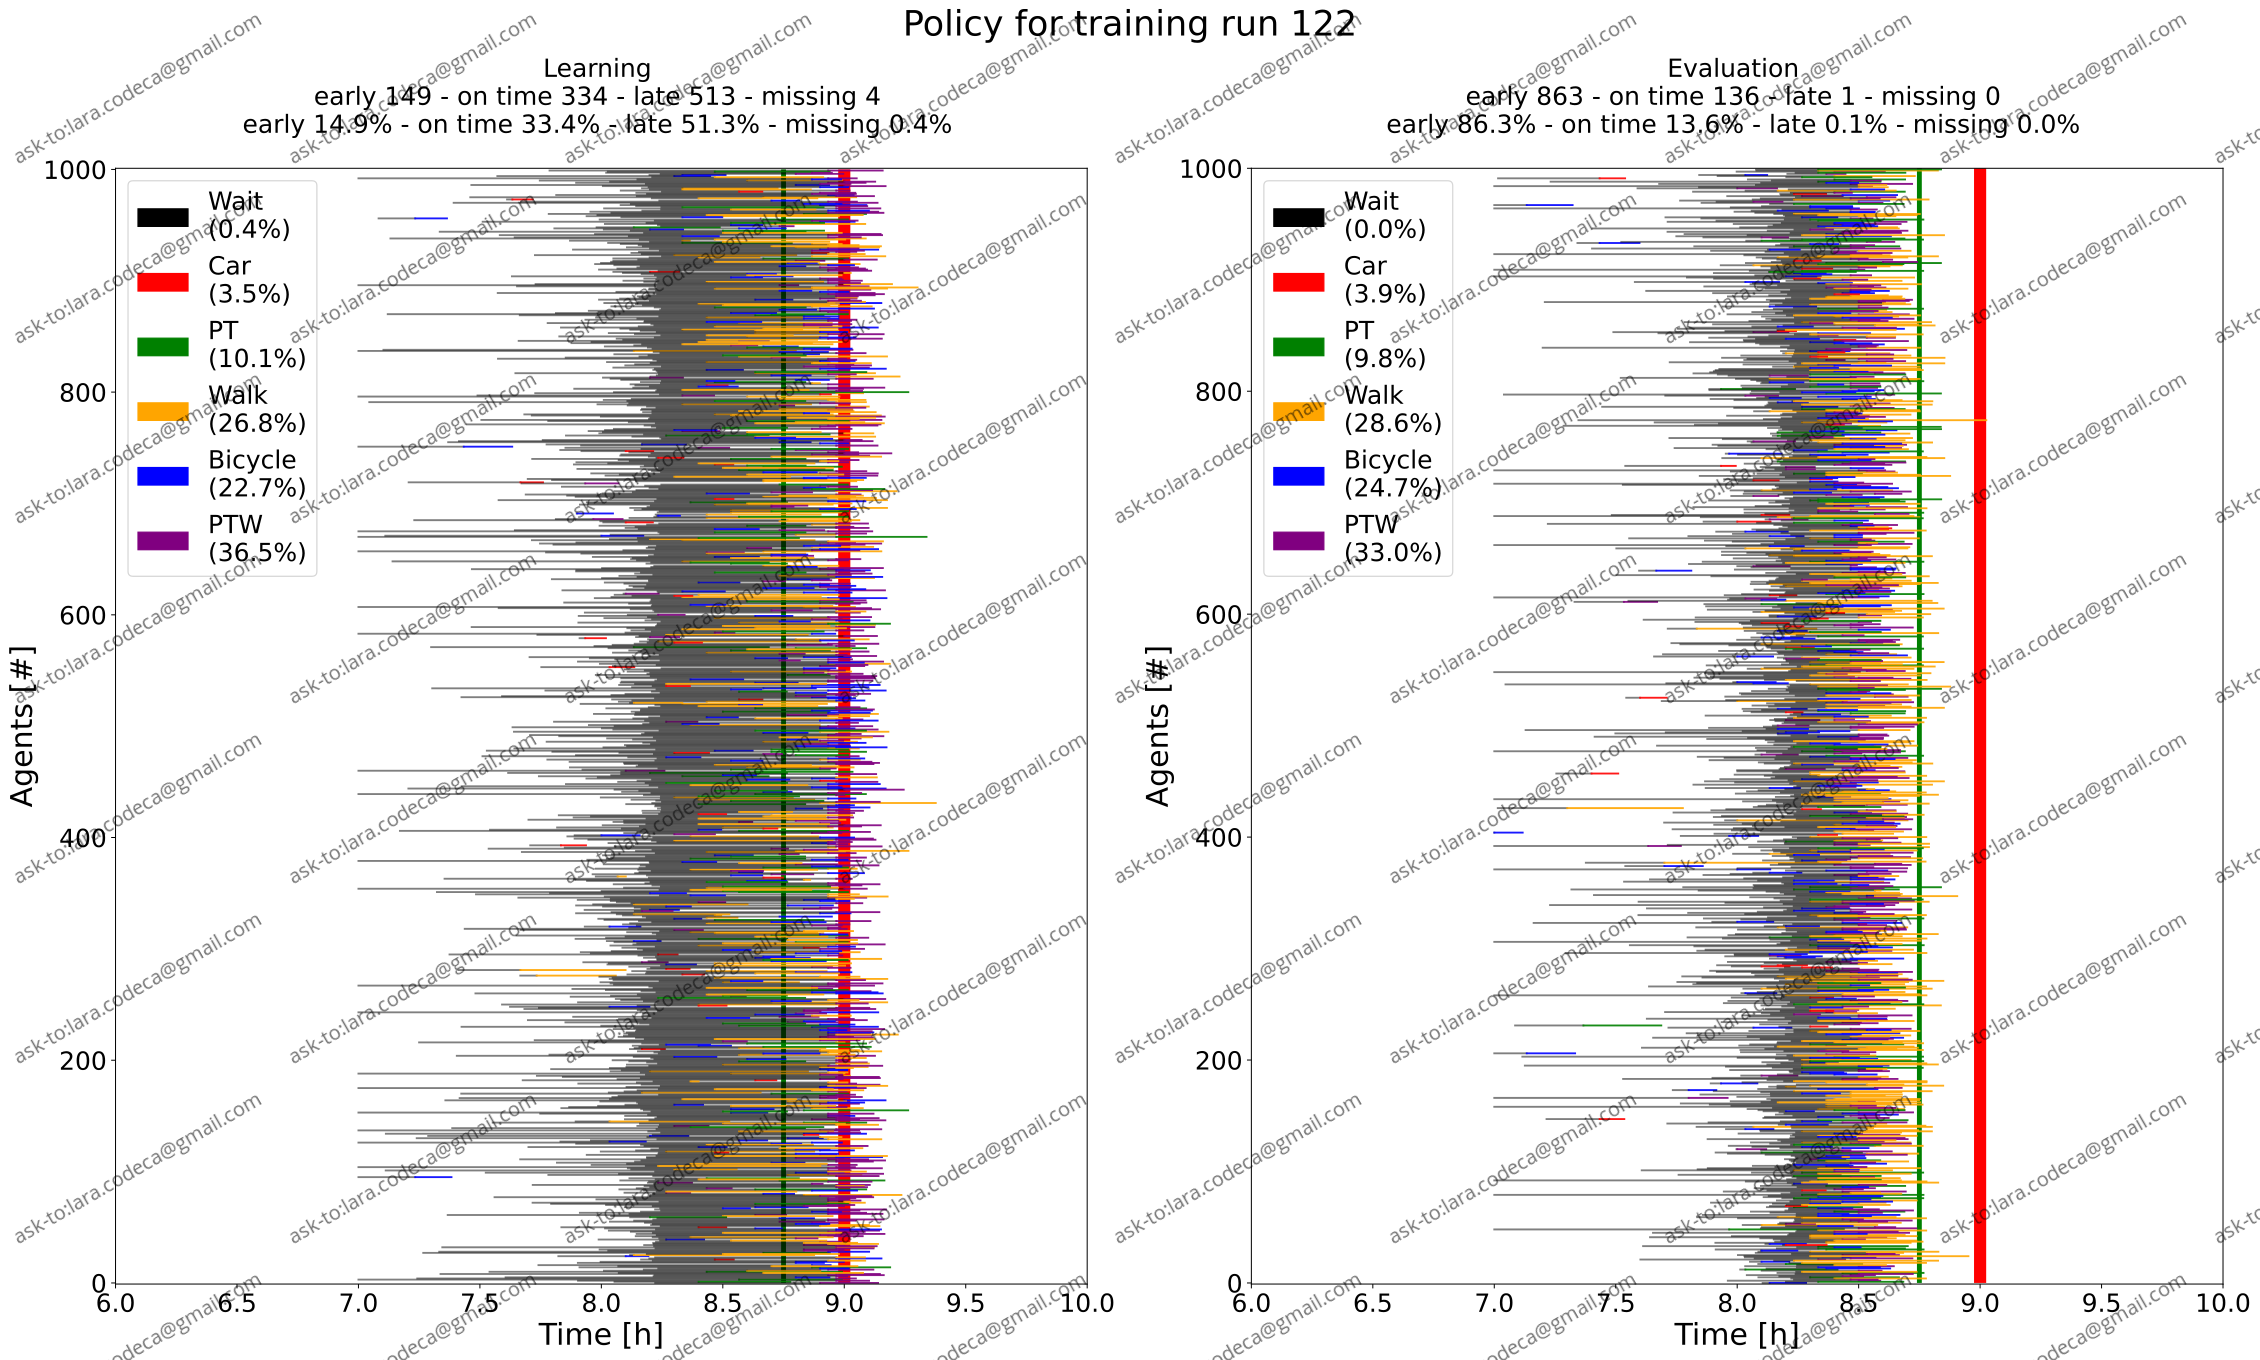 Policy for training run 122
Learning
early 149 - on time 334 - late 513 - missing 4
early 14.9% - on time 33.4% - late 51.3% - missing 0.4%
Evaluation
early 863 - on time 136 - late 1 - missing 0
early 86.3% - on time 13.6% - late 0.1% - missing 0.0%
Agents [#]
1000
800
600
400
200
0
Wait
(0.4%)
Car
(3.5%)
PT
(10.1%)
Walk
(26.8%)
Bicycle
(22.7%)
PTW
(36.5%)
6.0 6.5 7.0 7.5 8.0 8.5 9.0 9.5 10.0
Time [h]
Agents [#]
1000
800
600
400
200
0
Wait
(0.0%)
Car
(3.9%)
PT
(9.8%)
Walk
(28.6%)
Bicycle
(24.7%)
PTW
(33.0%)
6.0 6.5 7.0 7.5 8.0 8.5 9.0 9.5 10.0
Time [h]
ask-to:lara.codeca@gmail.com